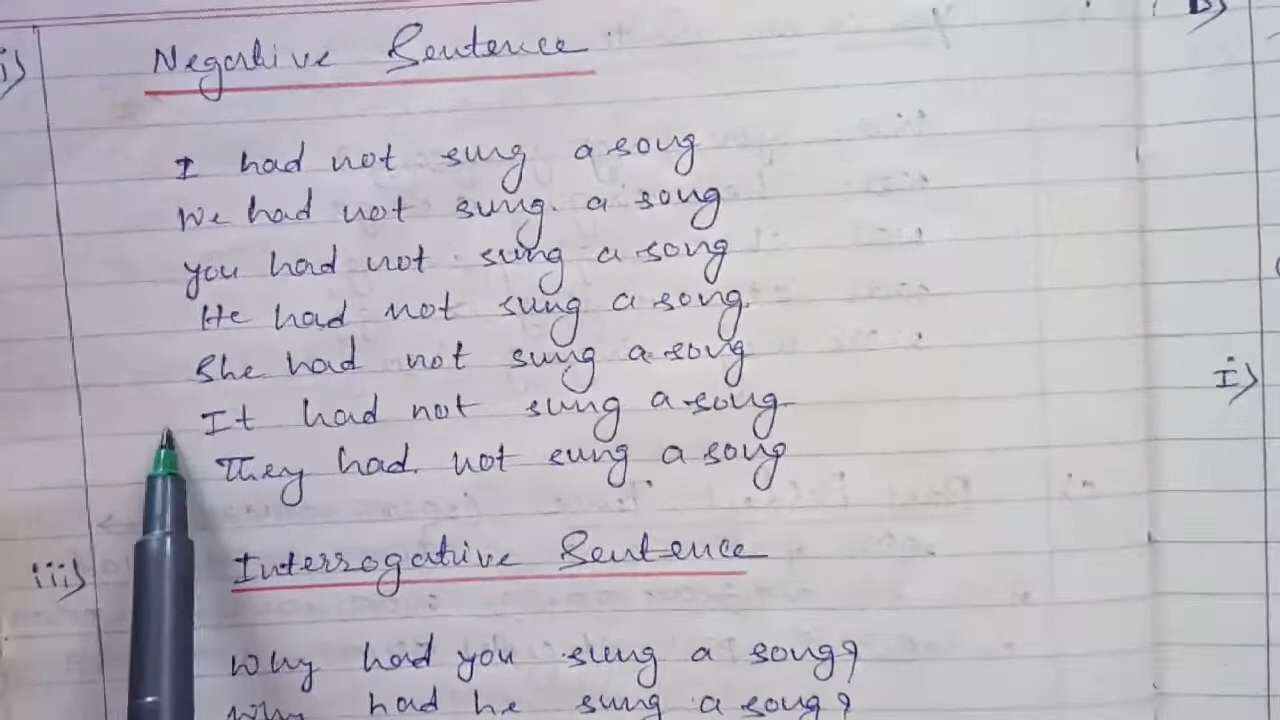 i)
Negative Sentence
I had not sung a song
We had not sung a song
you had not sung a song
He had not sung a song.
She had not sung a song
It had not sung a song
They had not sung a song
iii) Interrogative Sentence
Why had you sung a song?
Why had he sung a song?
I)